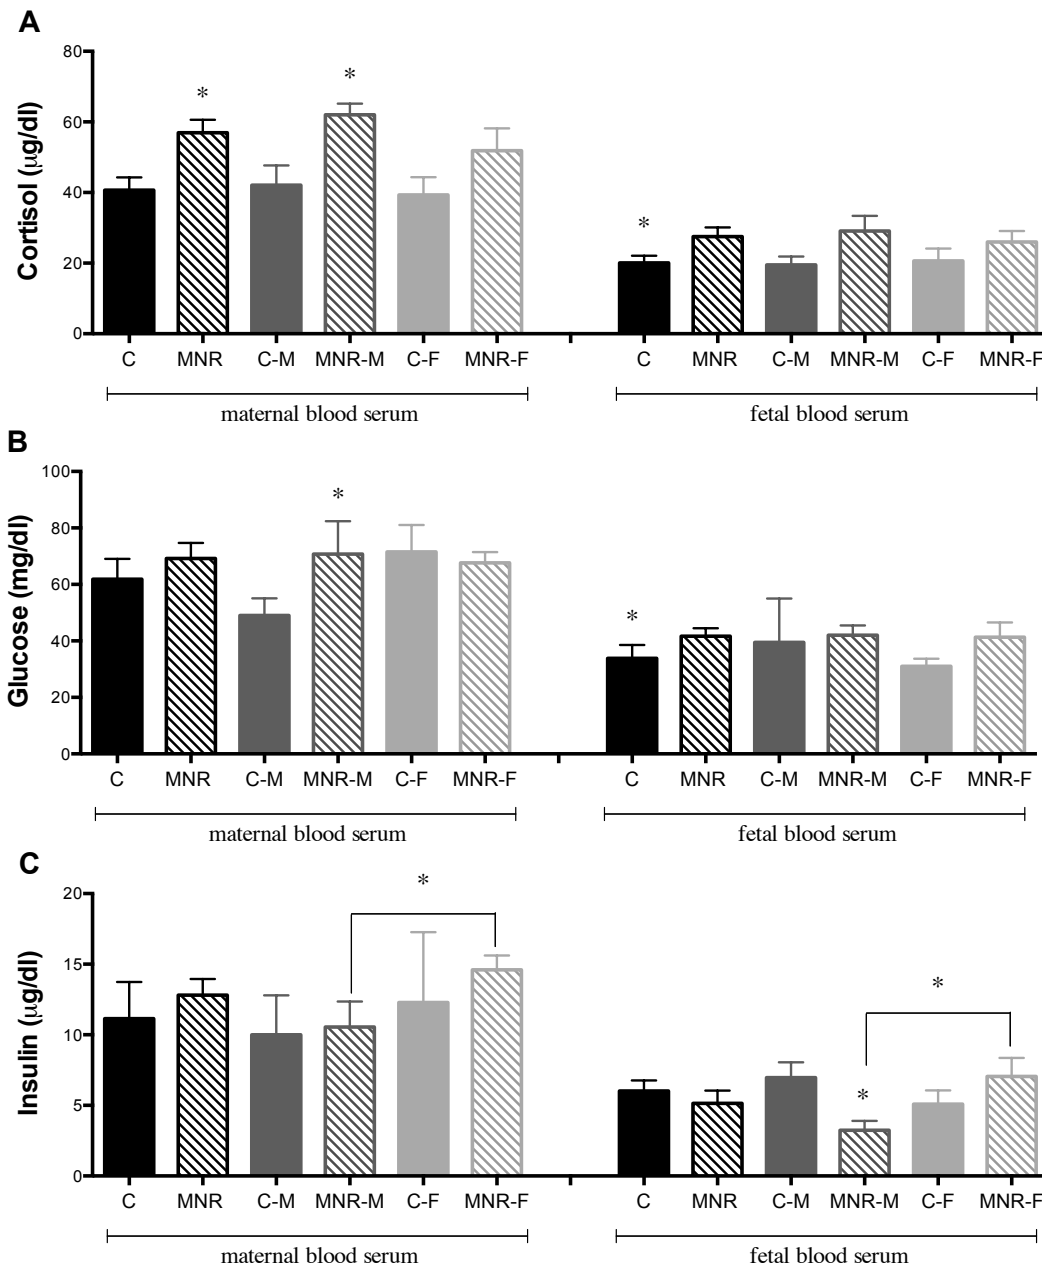 A
Cortisol (μg/dl)
80
60
40
20
0
*
*
*
C MNR C-M MNR-M C-F MNR-F C MNR C-M MNR-M C-F MNR-F
maternal blood serum fetal blood serum
B
Glucose (mg/dl)
100
80
60
40
20
0
*
*
C MNR C-M MNR-M C-F MNR-F C MNR C-M MNR-M C-F MNR-F
maternal blood serum fetal blood serum
C
Insulin (μg/dl)
20
15
10
5
0
*
*
*
C MNR C-M MNR-M C-F MNR-F C MNR C-M MNR-M C-F MNR-F
maternal blood serum fetal blood serum